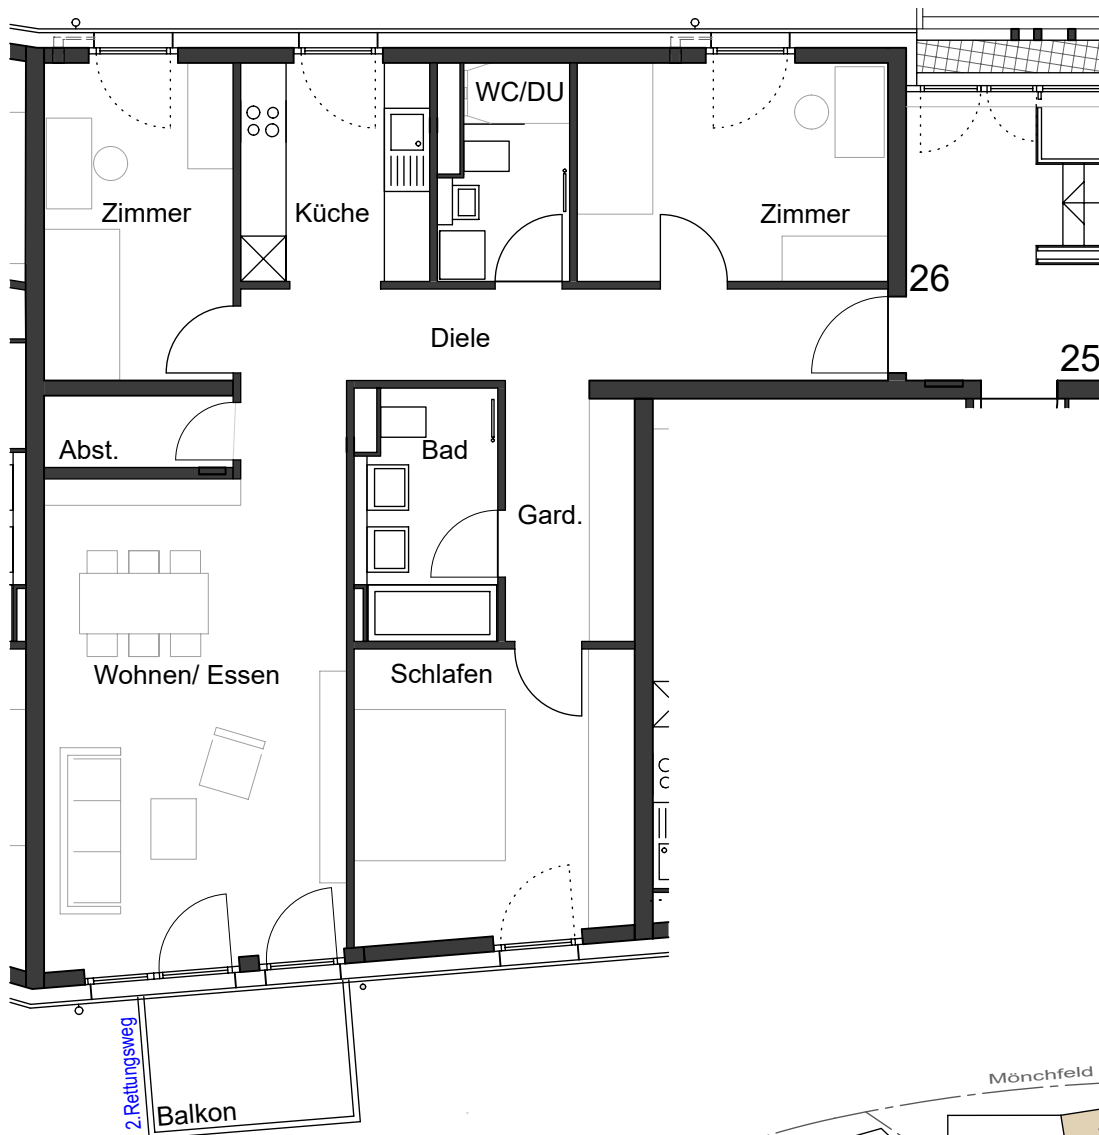 WC/DU
Zimmer
Küche
Zimmer
26
Diele
25
Abst.
Bad
Gard.
Wohnen/ Essen
Schlafen
2.Rettungsweg
Balkon
Mönchfeld